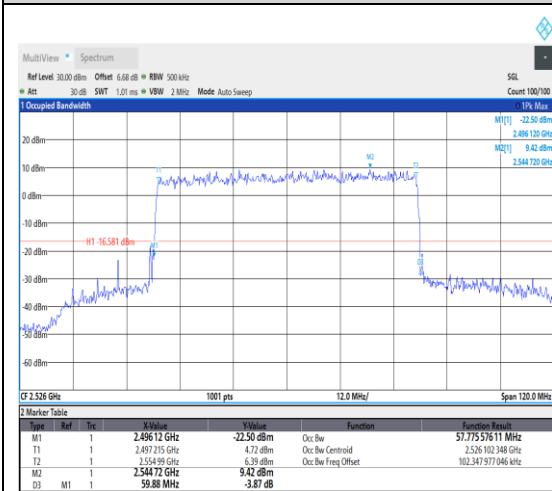 MultiView Spectrum
Ref Level 30.00 dBm Offset 6.68 dB RBW 500 kHz SGL
Att 30 dB SWT 1.01 ms VBW 2 MHz Mode Auto Sweep Count 100/100
1 Occupied Bandwidth 1Pk Max
M1[1] -22.50 dBm
2.496 120 GHz
M2[1] 9.42 dBm
2.544 720 GHz
20 dBm
M2
10 dBm
T1
0 dBm
-10 dBm
H1 -16.581 dBm
M1
-20 dBm
-30 dBm
-40 dBm
-50 dBm
-60 dBm
CF 2.526 GHz 1001 pts 12.0 MHz/ Span 120.0 MHz
2 Marker Table
Type Ref Trc X-Value Y-Value Function Function Result
M1 1 2.496 12 GHz -22.50 dBm Occ Bw 57.775 576 11 MHz
T1 1 2.497 215 GHz 4.72 dBm Occ Bw Centroid 2.526 102 348 GHz
T2 1 2.554 99 GHz 6.39 dBm Occ Bw Freq Offset 102.347 977 046 kHz
M2 1 2.544 72 GHz 9.42 dBm
D3 M1 1 59.88 MHz -3.87 dB